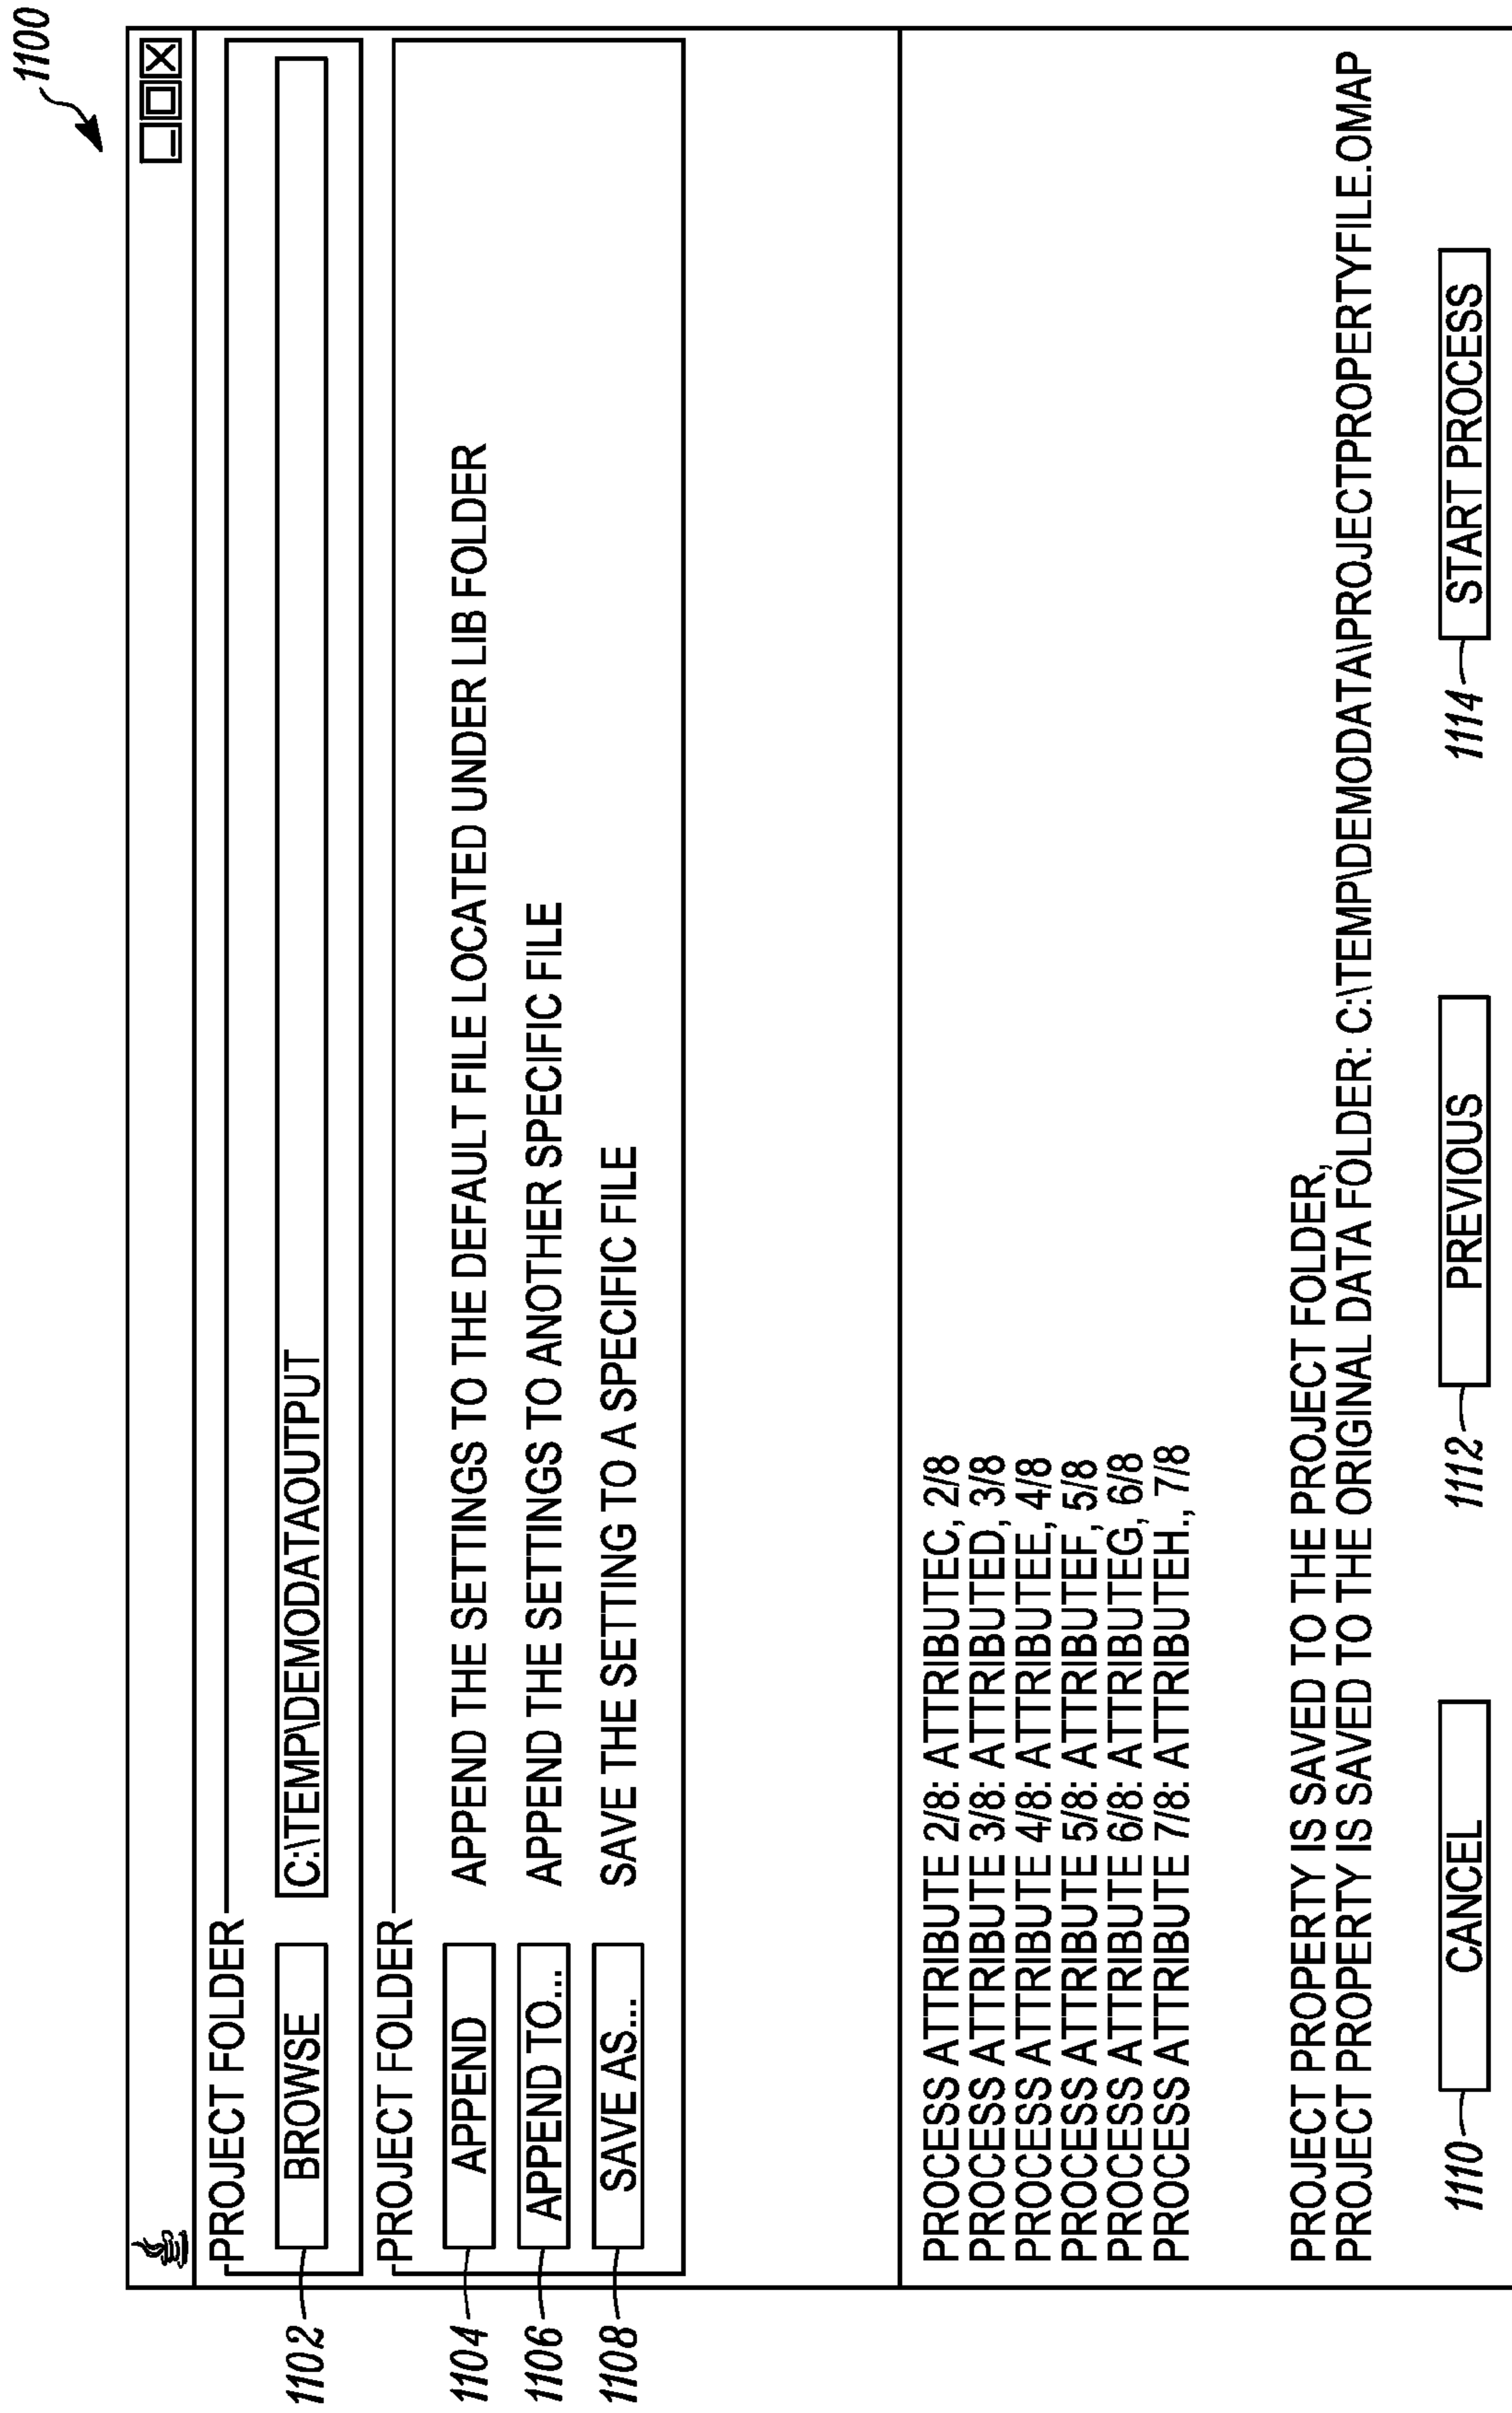 1100
PROJECT FOLDER
1102
BROWSE
C:\TEMP\DEMODATAOUTPUT
PROJECT FOLDER
1104
APPEND
APPEND THE SETTINGS TO THE DEFAULT FILE LOCATED UNDER LIB FOLDER
1106
APPEND TO...
APPEND THE SETTINGS TO ANOTHER SPECIFIC FILE
1108
SAVE AS...
SAVE THE SETTING TO A SPECIFIC FILE
PROCESS ATTRIBUTE 2/8: ATTRIBUTEC, 2/8
PROCESS ATTRIBUTE 3/8: ATTRIBUTED, 3/8
PROCESS ATTRIBUTE 4/8: ATTRIBUTEE, 4/8
PROCESS ATTRIBUTE 5/8: ATTRIBUTEF, 5/8
PROCESS ATTRIBUTE 6/8: ATTRIBUTEG, 6/8
PROCESS ATTRIBUTE 7/8: ATTRIBUTEH., 7/8
PROJECT PROPERTY IS SAVED TO THE PROJECT FOLDER,
PROJECT PROPERTY IS SAVED TO THE ORIGINAL DATA FOLDER: C:\TEMP\DEMODATA\PROJECTPROPERTYFILE.OMAP
1110
CANCEL
1112
PREVIOUS
1114
START PROCESS